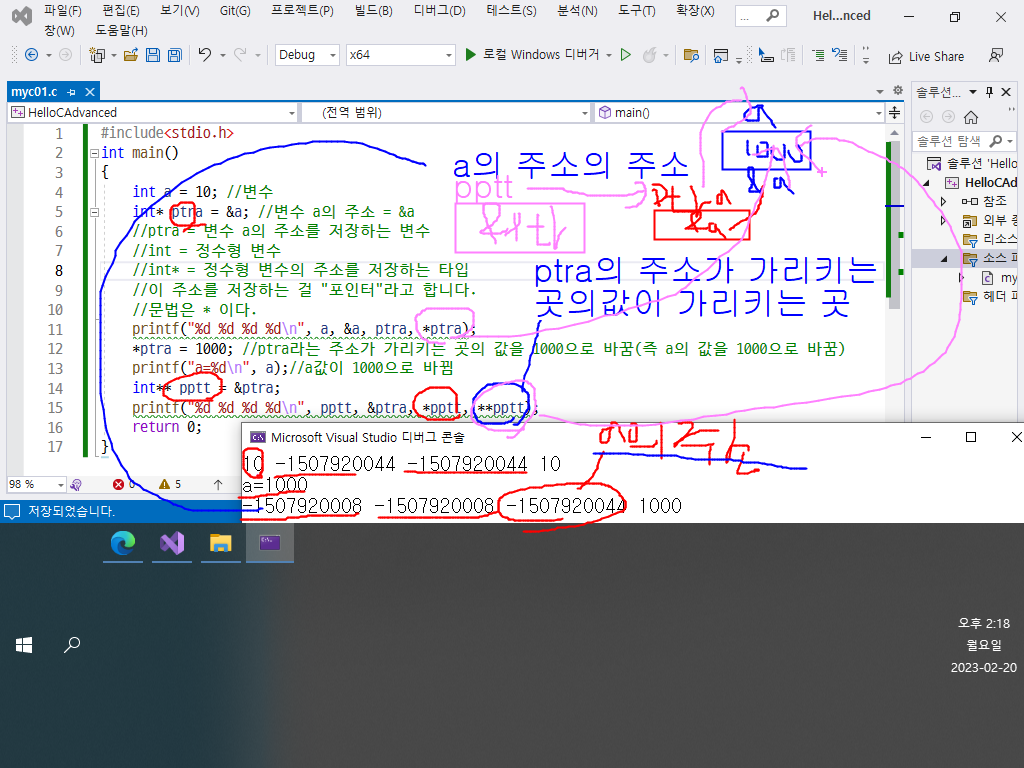 파일(F) 편집(E) 보기(V) Git(G) 프로젝트(P) 빌드(B) 디버그(D) 테스트(S) 분석(N) 도구(T) 확장(X) ... Hel...nced
창(W) 도움말(H)
Debug x64 로컬 Windows 디버거 Live Share
myc01.c
HelloCAdvanced (전역 범위) main()
1 #include<stdio.h>
2 int main()
3 {
4 int a = 10; //변수
5 int* ptra = &a; //변수 a의 주소 = &a
6 //ptra = 변수 a의 주소를 저장하는 변수
7 //int = 정수형 변수
8 //int* = 정수형 변수의 주소를 저장하는 타입
9 //이 주소를 저장하는 걸 "포인터"라고 합니다.
10 //문법은 * 이다.
11 printf("%d %d %d %d\n", a, &a, ptra, *ptra);
12 *ptra = 1000; //ptra라는 주소가 가리키는 곳의 값을 1000으로 바꿈(즉 a의 값을 1000으로 바꿈)
13 printf("a=%d\n", a);//a값이 1000으로 바뀜
14 int** pptt = &ptra;
15 printf("%d %d %d %d\n", pptt, &ptra, *pptt, **pptt);
16 return 0;
17 }
a의 주소의 주소
pptt
ptra
&a
a
&a
ptra의 주소가 가리키는
곳의값이 가리키는 곳
솔루션...
솔루션 탐색
솔루션 'Hello
HelloCAd
참조
외부 종
리소스
소스 파
my
헤더 파
98 % 0 5
저장되었습니다.
Microsoft Visual Studio 디버그 콘솔
10 -1507920044 -1507920044 10
a=1000
-1507920008 -1507920008 -1507920044 1000
a의 주소
오후 2:18
월요일
2023-02-20